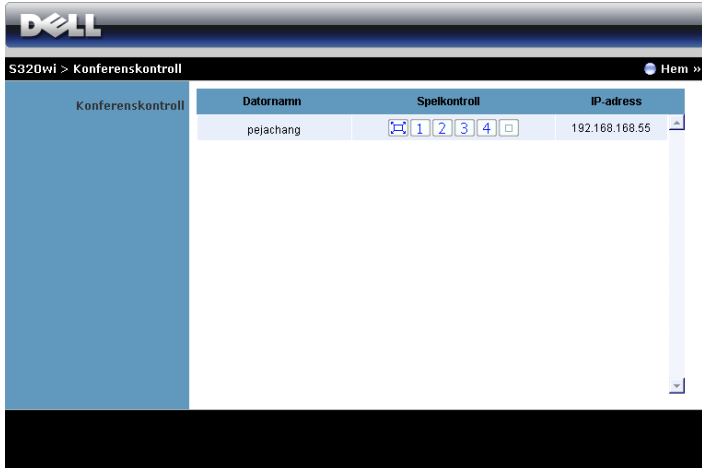 DELL
S320wi > Konferenskontroll Hem »
Konferenskontroll
Datornamn Spelkontroll IP-adress
pejachang 1 2 3 4 192.168.168.55